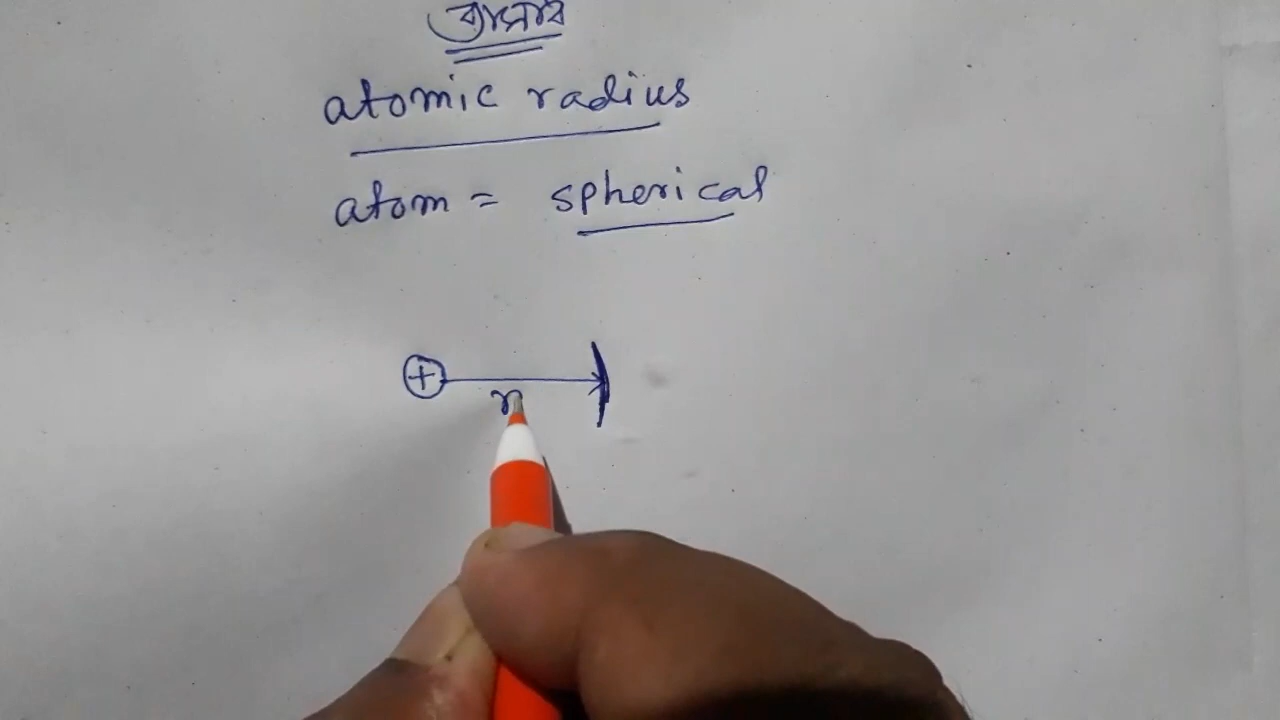 atomic radius
atom = spherical
+
r